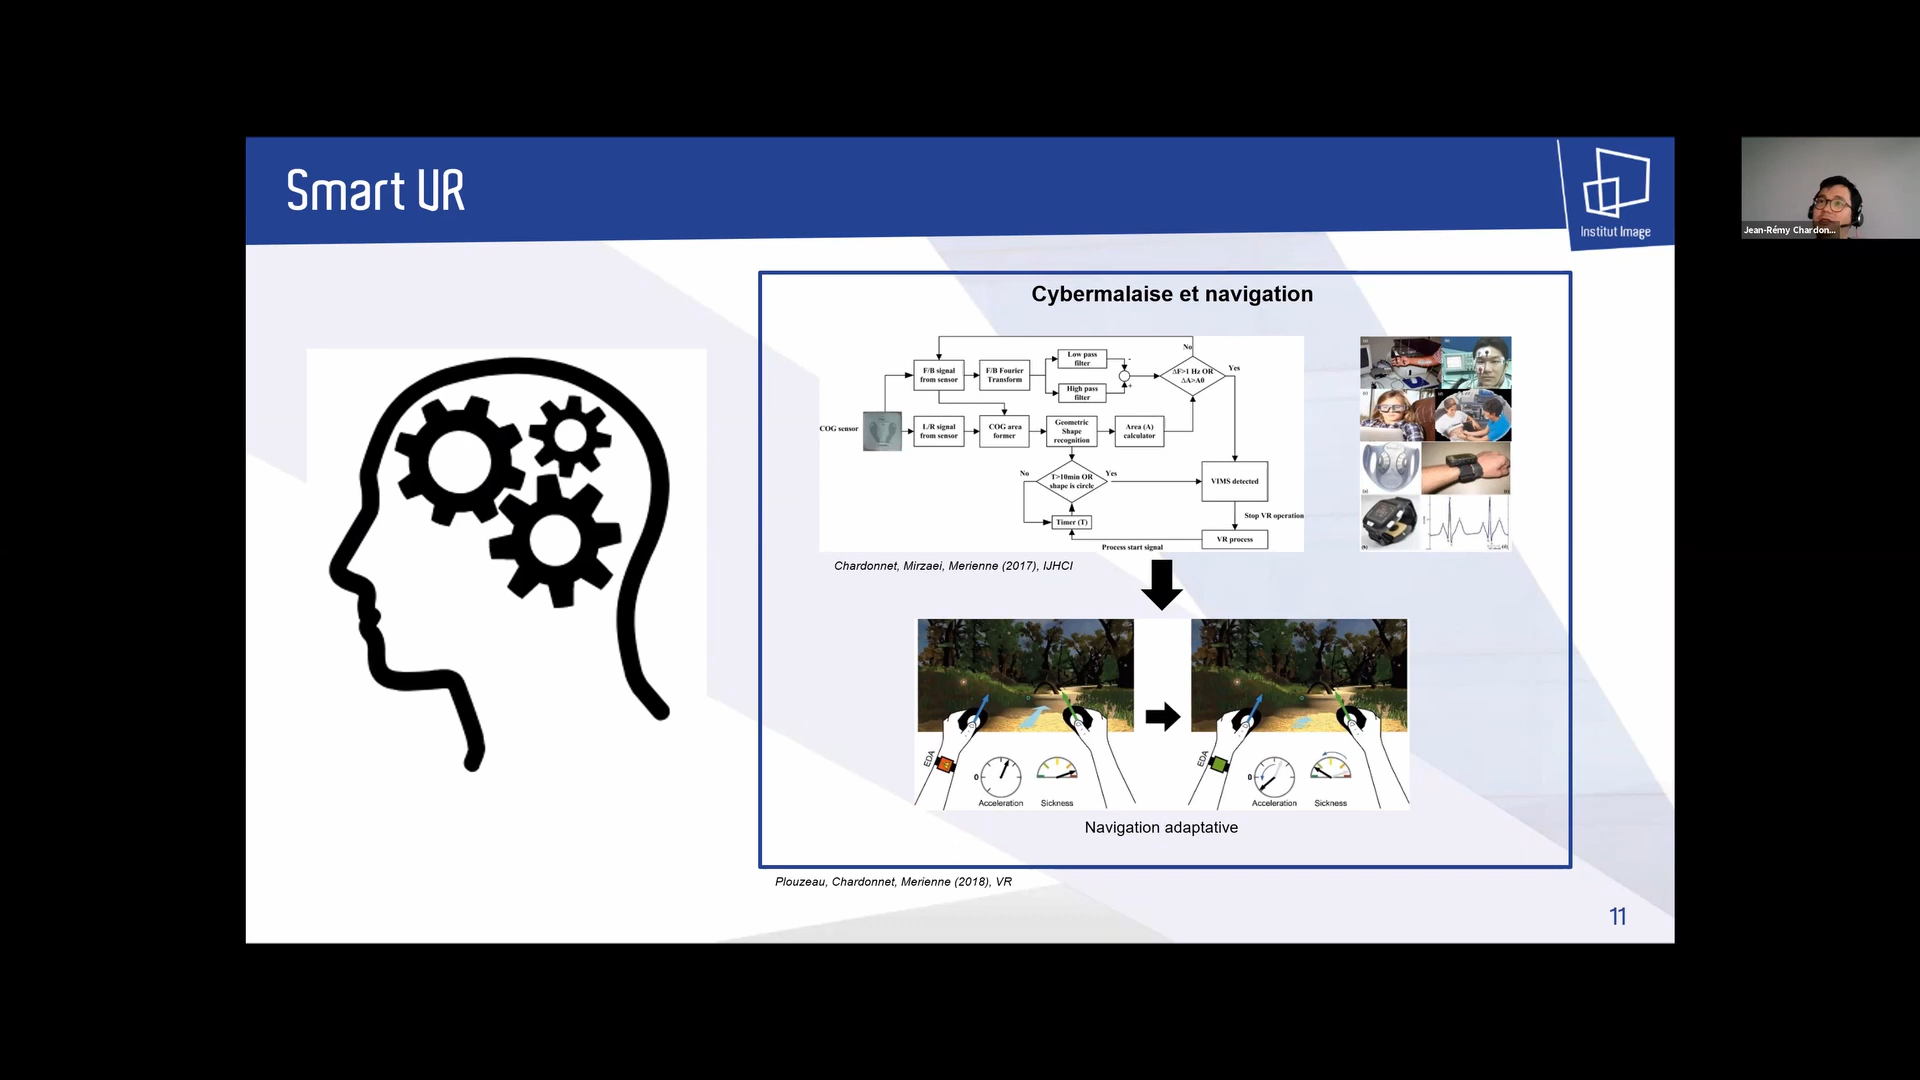 Smart VR
Institut Image
Jean-Rémy Chardon...
Cybermalaise et navigation
No
Low pass
filter
F/B signal
from sensor
F/B Fourier
Transform
-
ΔF>1 Hz OR
ΔA>A0
Yes
High pass
filter
+
COG sensor
L/R signal
from sensor
COG area
former
Geometric
Shape
recognition
Area (A)
calculator
No
T>10min OR
shape is circle
Yes
VIMS detected
Stop VR operation
Timer (T)
VR process
Process start signal
Chardonnet, Mirzaei, Merienne (2017), IJHCI
EDA
0
Acceleration
Sickness
EDA
0
Acceleration
Sickness
Navigation adaptative
Plouzeau, Chardonnet, Merienne (2018), VR
11